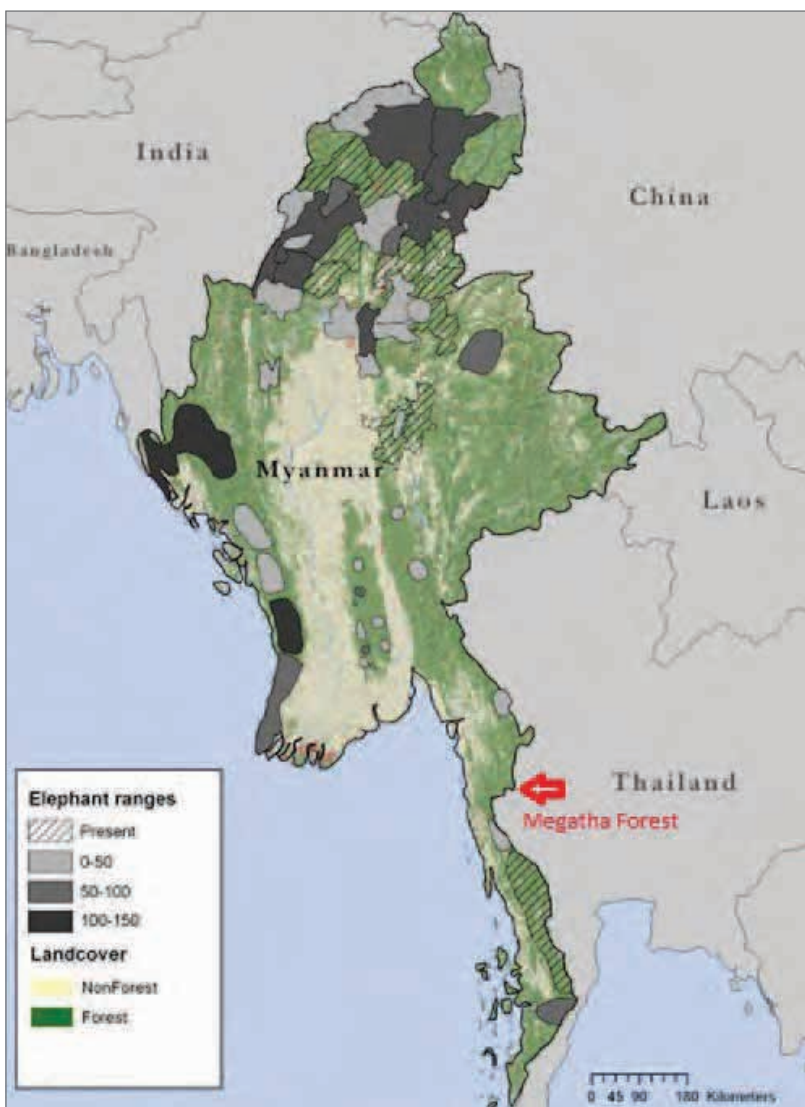 India
China
Bangladesh
Myanmar
Laos
Thailand
Megatha Forest
Elephant ranges
Present
0-50
50-100
100-150
Landcover
NonForest
Forest
0 45 90 180 Kilometers